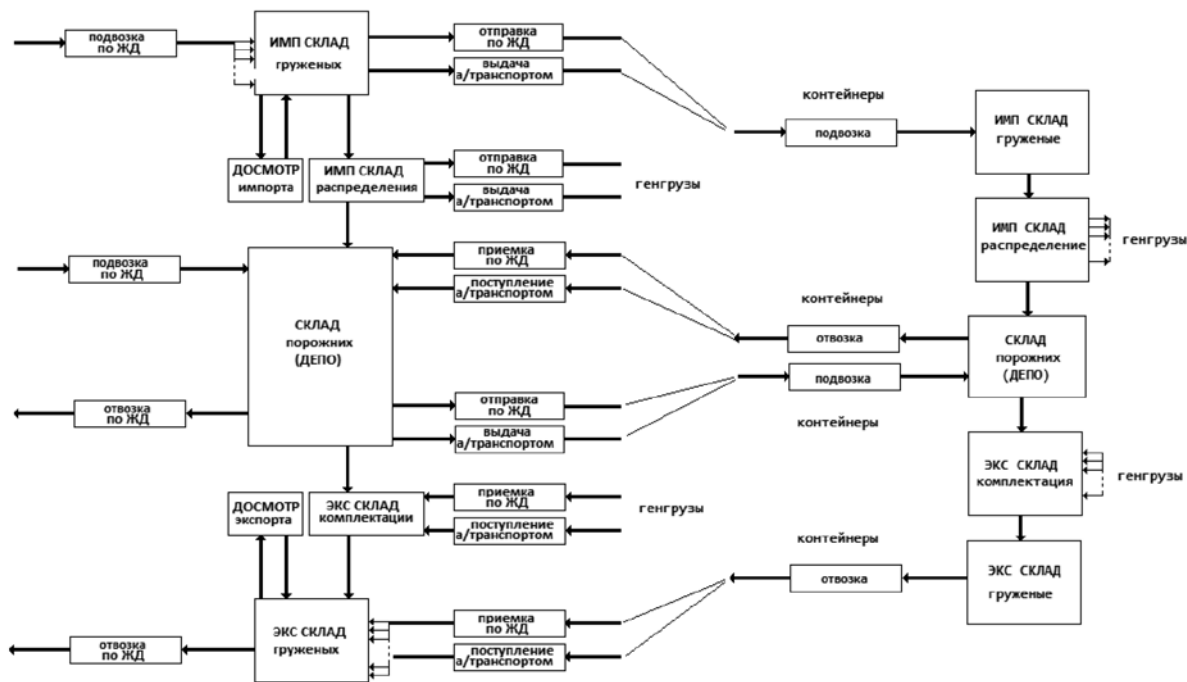 подвозка
по ЖД
ИМП СКЛАД
груженых
отправка
по ЖД
выдача
а/транспортом
контейнеры
подвозка
ИМП СКЛАД
груженые
ДОСМОТР
импорта
ИМП СКЛАД
распределения
отправка
по ЖД
выдача
а/транспортом
генгрузы
ИМП СКЛАД
распределение
генгрузы
подвозка
по ЖД
СКЛАД
порожних
(ДЕПО)
приемка
по ЖД
поступление
а/транспортом
контейнеры
отвозка
СКЛАД
порожних
(ДЕПО)
подвозка
контейнеры
отвозка
по ЖД
отправка
по ЖД
выдача
а/транспортом
ЭКС СКЛАД
комплектация
генгрузы
ДОСМОТР
экспорта
ЭКС СКЛАД
комплектации
приемка
по ЖД
поступление
а/транспортом
генгрузы
контейнеры
отвозка
ЭКС СКЛАД
груженые
отвозка
по ЖД
ЭКС СКЛАД
груженых
приемка
по ЖД
поступление
а/транспортом